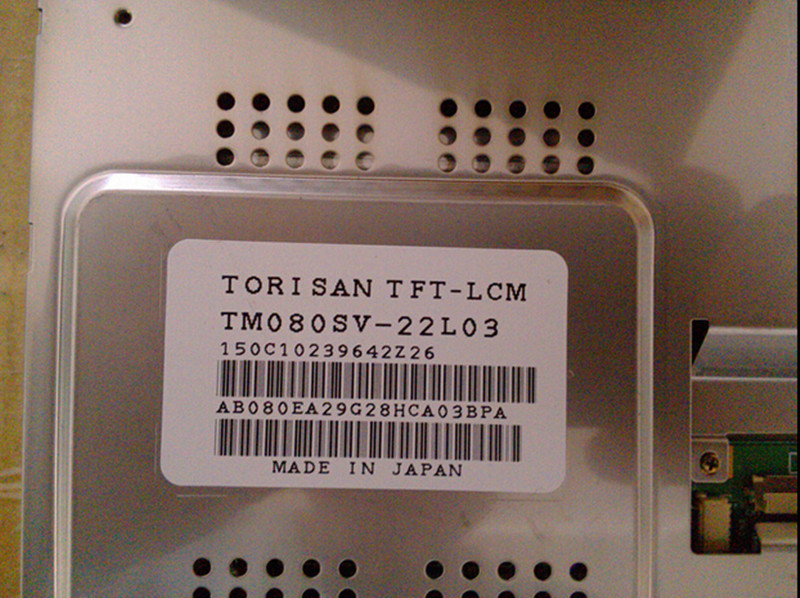 TORISAN TFT-LCM
TM080SV-22L03
150C10239642Z26
AB080EA29G28HCA03BPA
MADE IN JAPAN